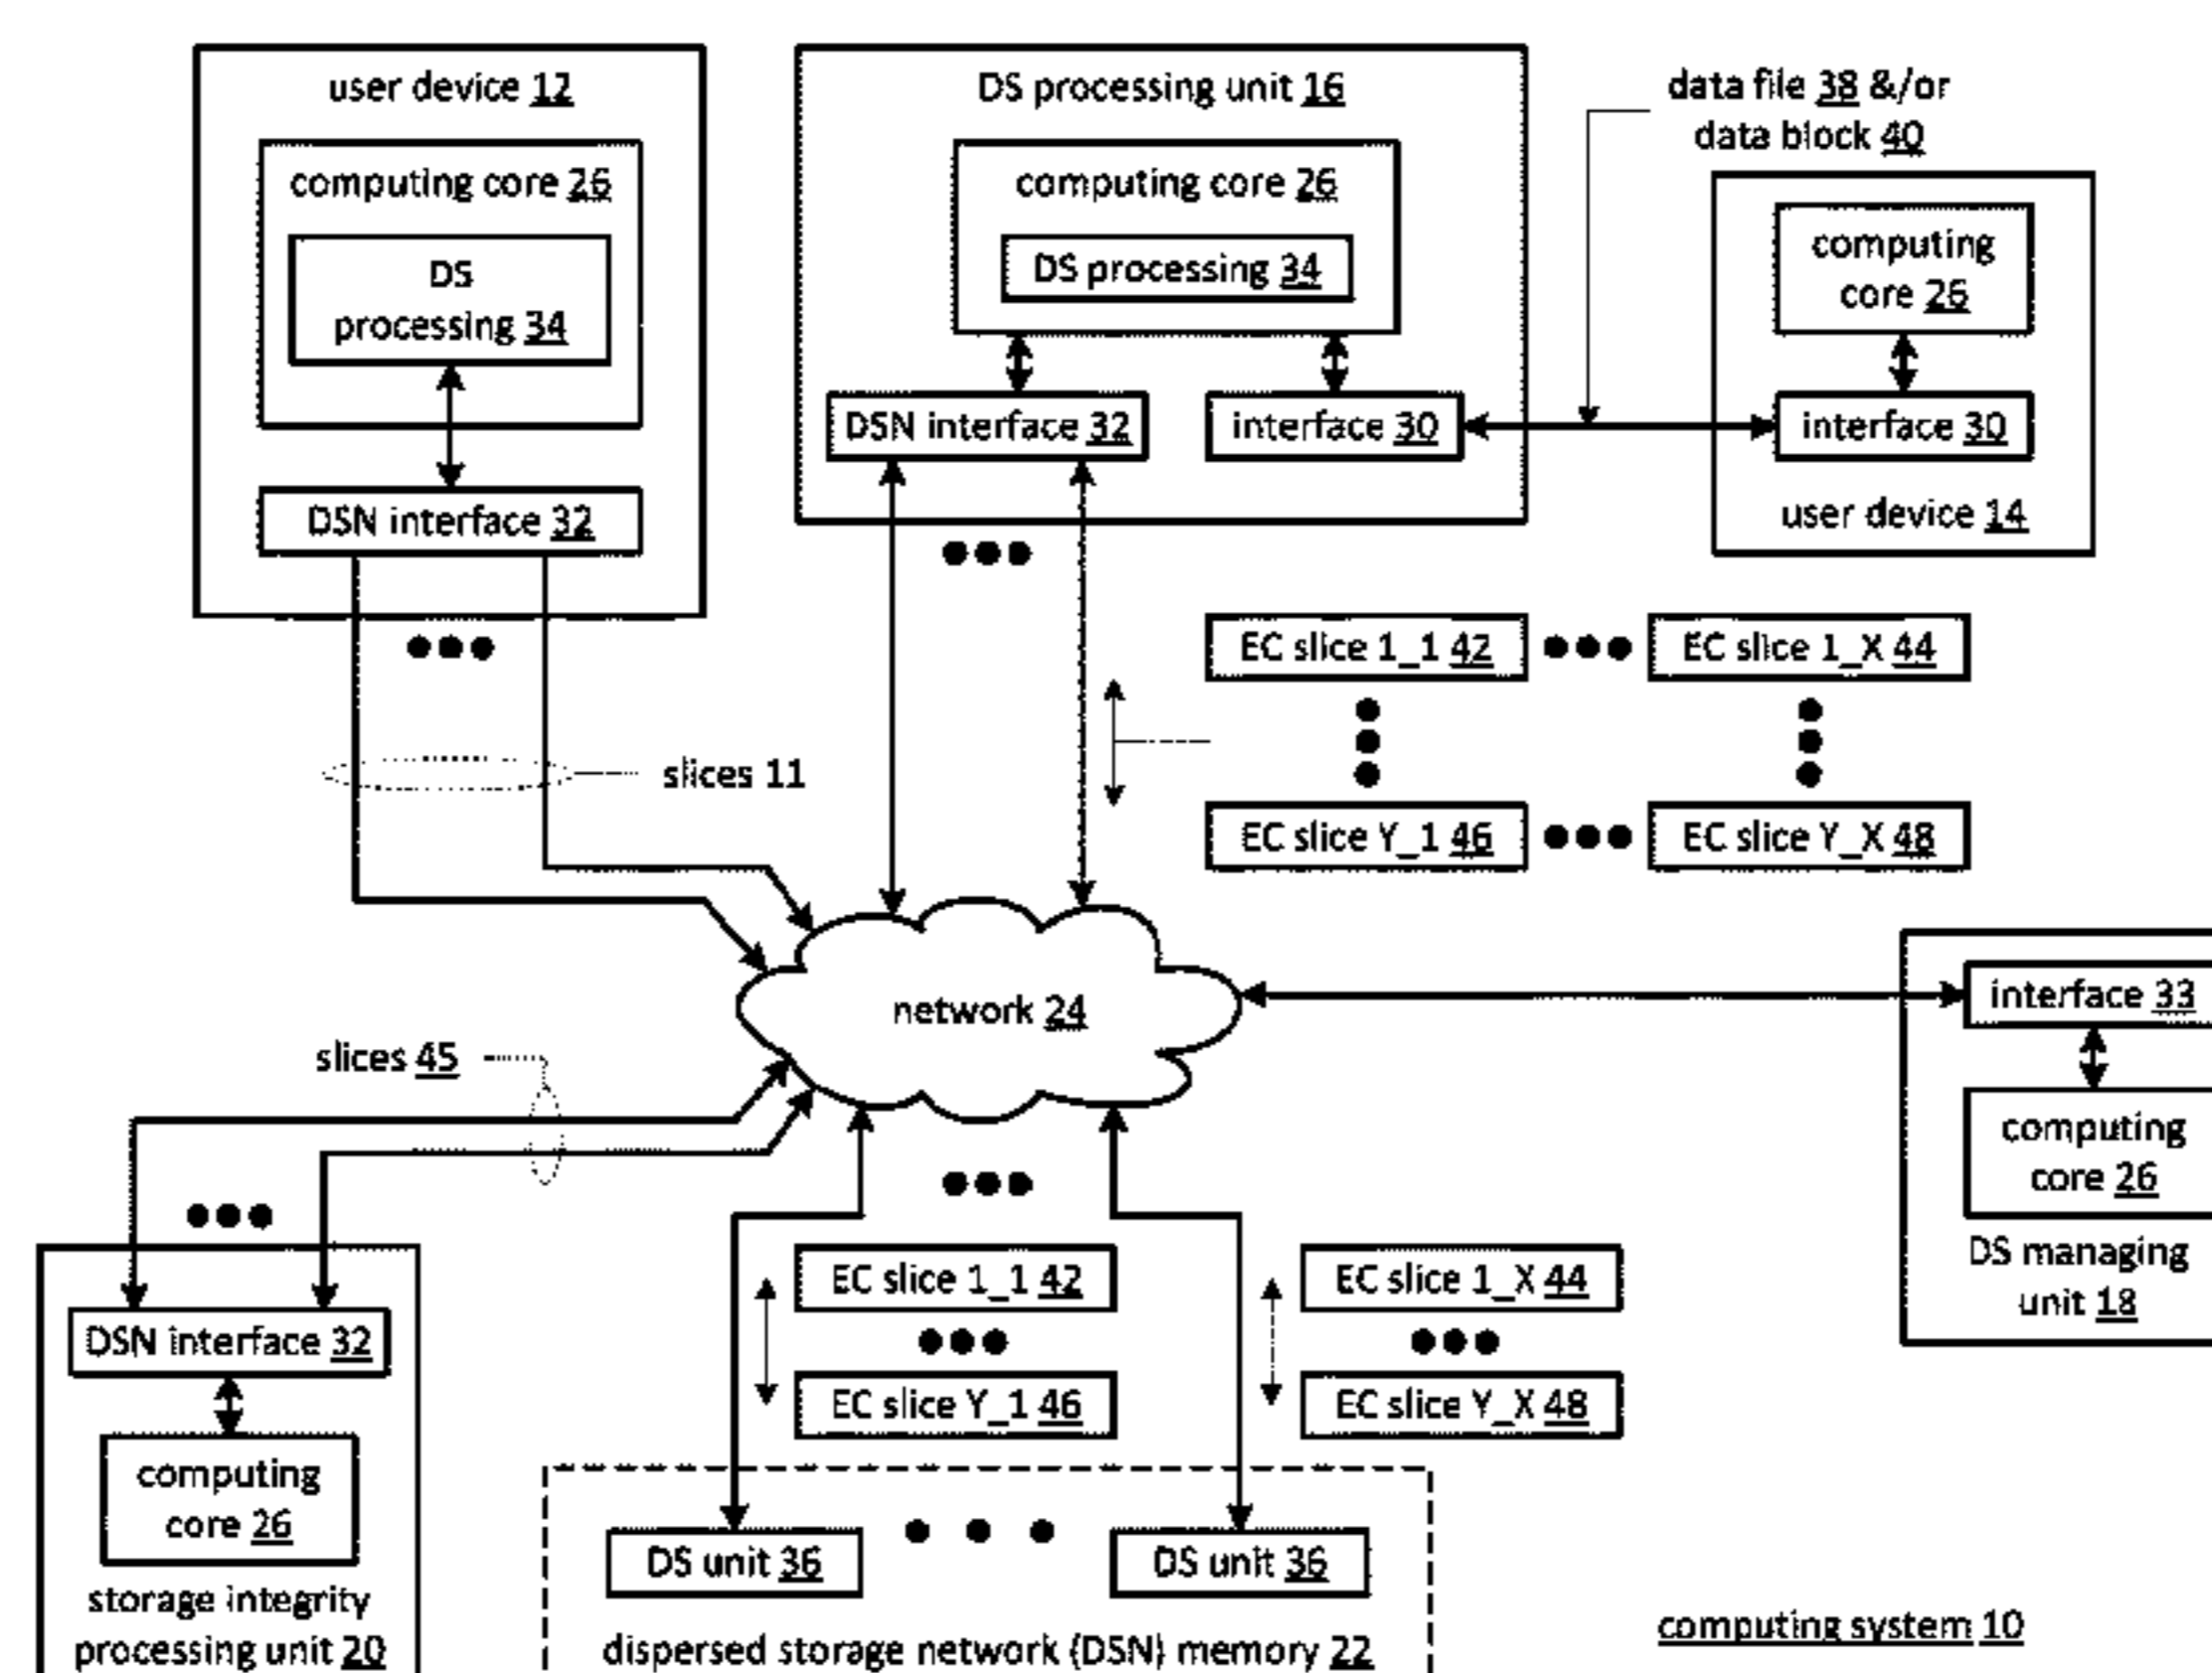 user device 12
computing core 26
DS
processing 34
DSN interface 32
DS processing unit 16
computing core 26
DS processing 34
DSN interface 32
interface 30
data file 38 &/or
data block 40
computing
core 26
interface 30
user device 14
EC slice 1_1 42
EC slice 1_X 44
EC slice Y_1 46
EC slice Y_X 48
slices 11
network 24
interface 33
computing
core 26
DS managing
unit 18
slices 45
DSN interface 32
computing
core 26
storage integrity
processing unit 20
EC slice 1_1 42
EC slice Y_1 46
EC slice 1_X 44
EC slice Y_X 48
DS unit 36
DS unit 36
dispersed storage network (DSN) memory 22
computing system 10